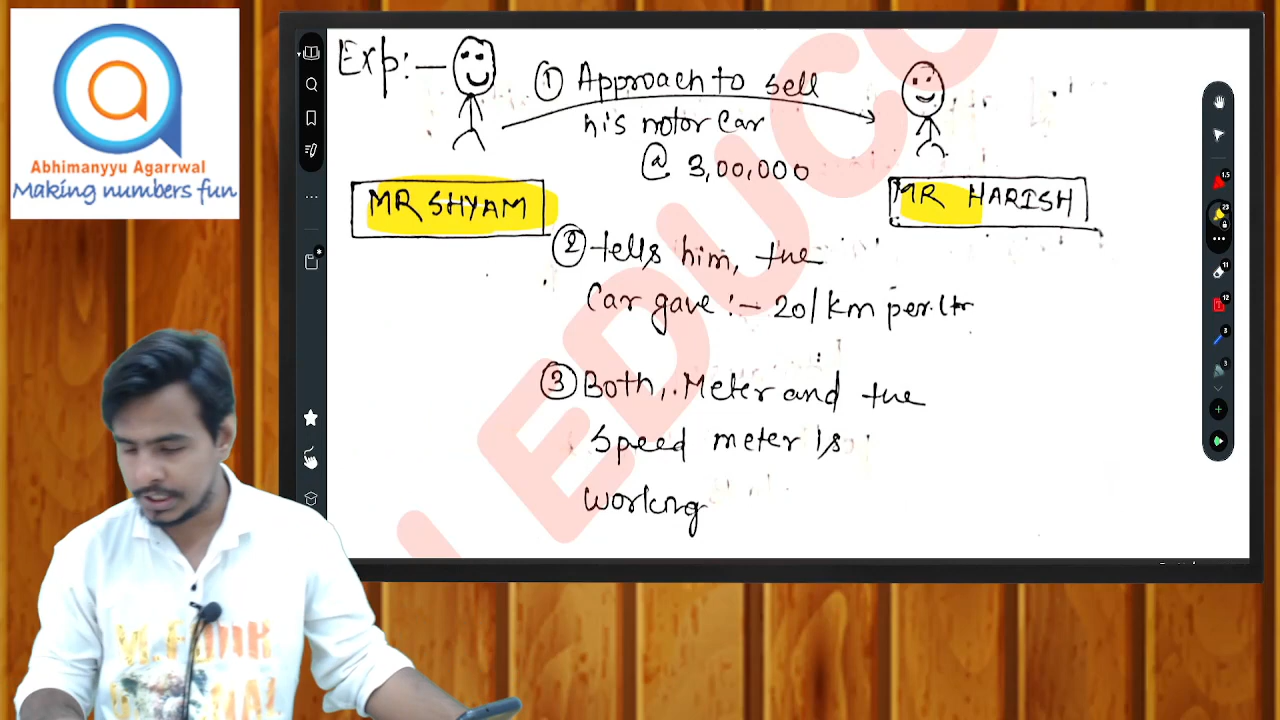 Abhimanyyu Agarrwal
Making numbers fun
Exp:-
① Approach to sell
his motor car
@ 3,00,000
MR SHYAM
MR HARISH
② tells him, the
Car gave :- 20/km per.ltr
③ Both, Meter and the
speed meter is
working
EDUCO
M.F